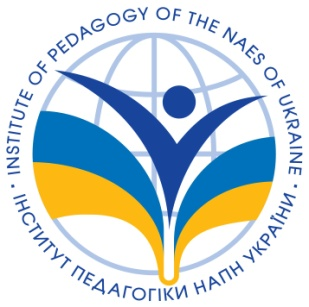 INSTITUTE OF PEDAGOGY OF THE NAES OF UKRAINE
ІНСТИТУТ ПЕДАГОГІКИ НАПН УКРАЇНИ